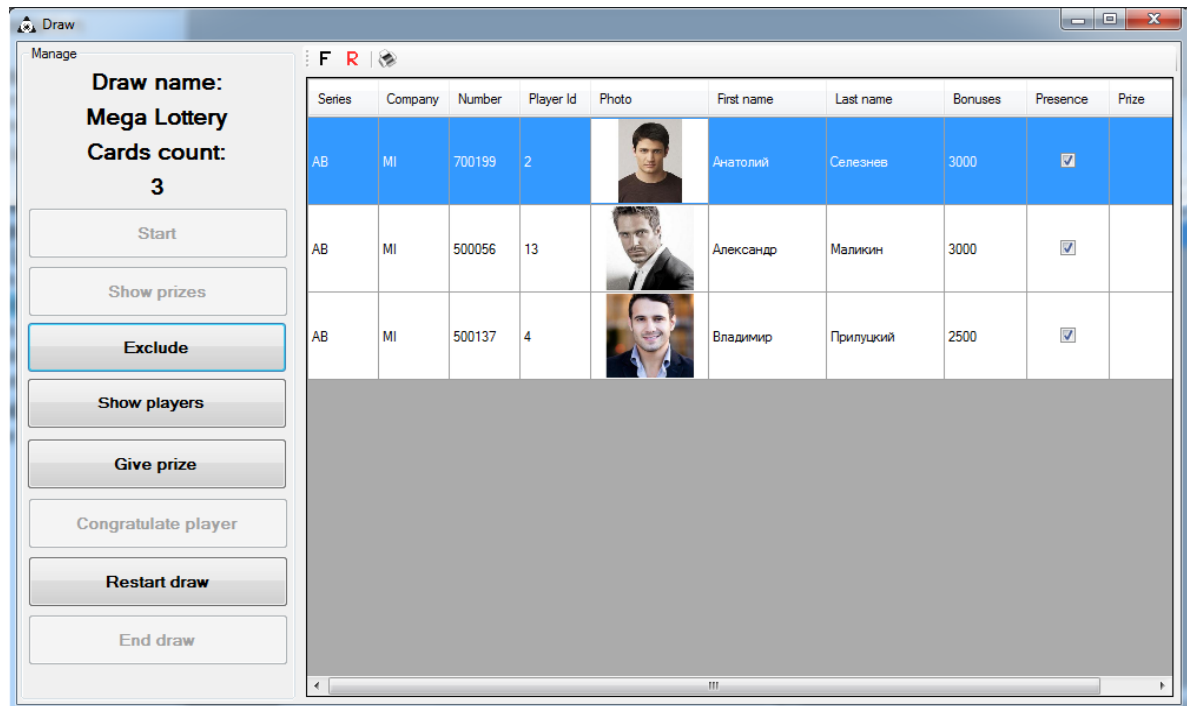 Draw
Manage
Draw name:
Mega Lottery
Cards count:
3
Start
Show prizes
Exclude
Show players
Give prize
Congratulate player
Restart draw
End draw
F R
Series Company Number Player Id Photo First name Last name Bonuses Presence Prize
AB MI 700199 2 Анатолий Селезнев 3000
AB MI 500056 13 Александр Маликин 3000
AB MI 500137 4 Владимир Прилуцкий 2500